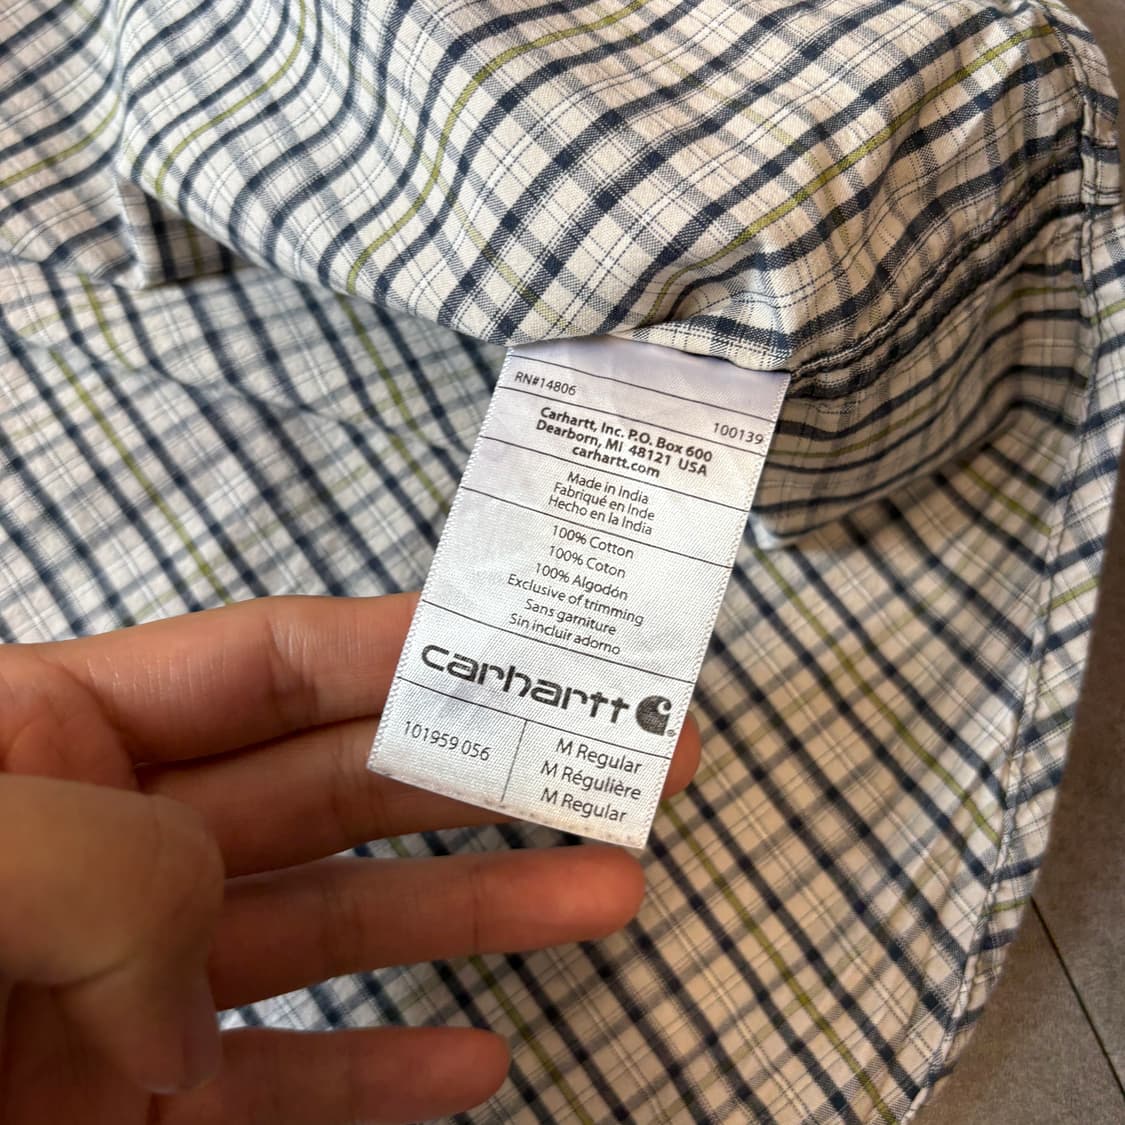 RN#14806
100139
Carhartt, Inc. P.O. Box 600
Dearborn, MI 48121 USA
carhartt.com
Made in India
Fabriqué en Inde
Hecho en la India
100% Cotton
100% Coton
100% Algodón
Exclusive of trimming
Sans garniture
Sin incluir adorno
carhartt
101959 056
M Regular
M Régulière
M Regular